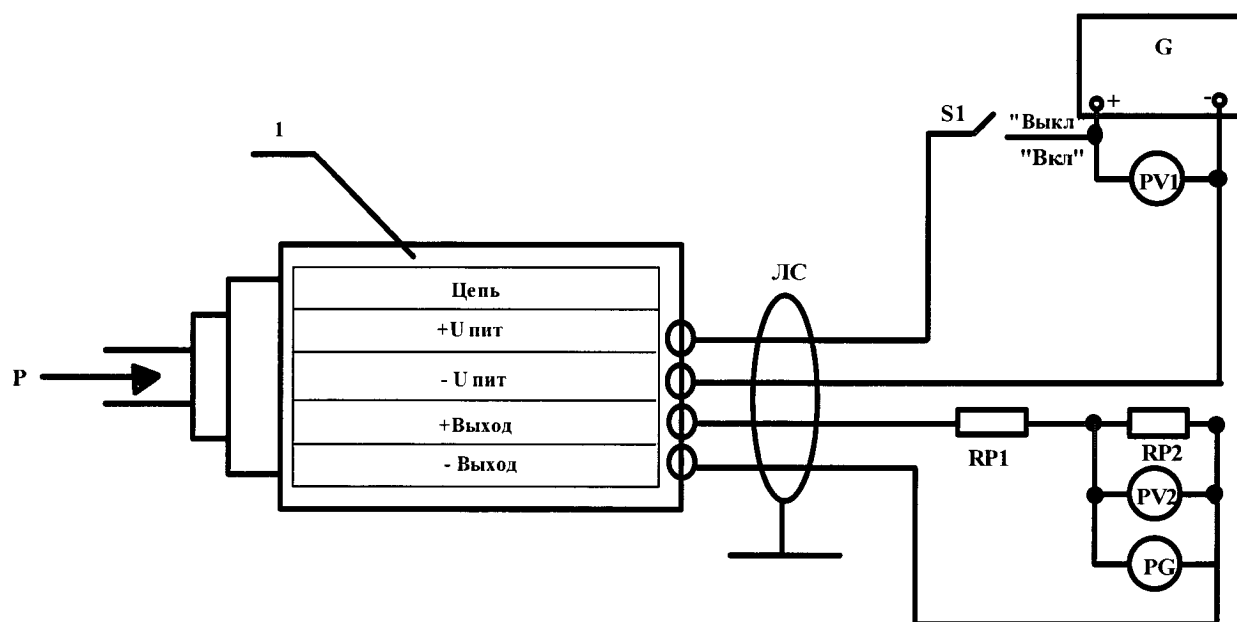 G
+
-
S1
"Выкл"
"Вкл"
PV1
1
ЛС
Цепь
+U пит
- U пит
+Выход
- Выход
P
RP1
RP2
PV2
PG